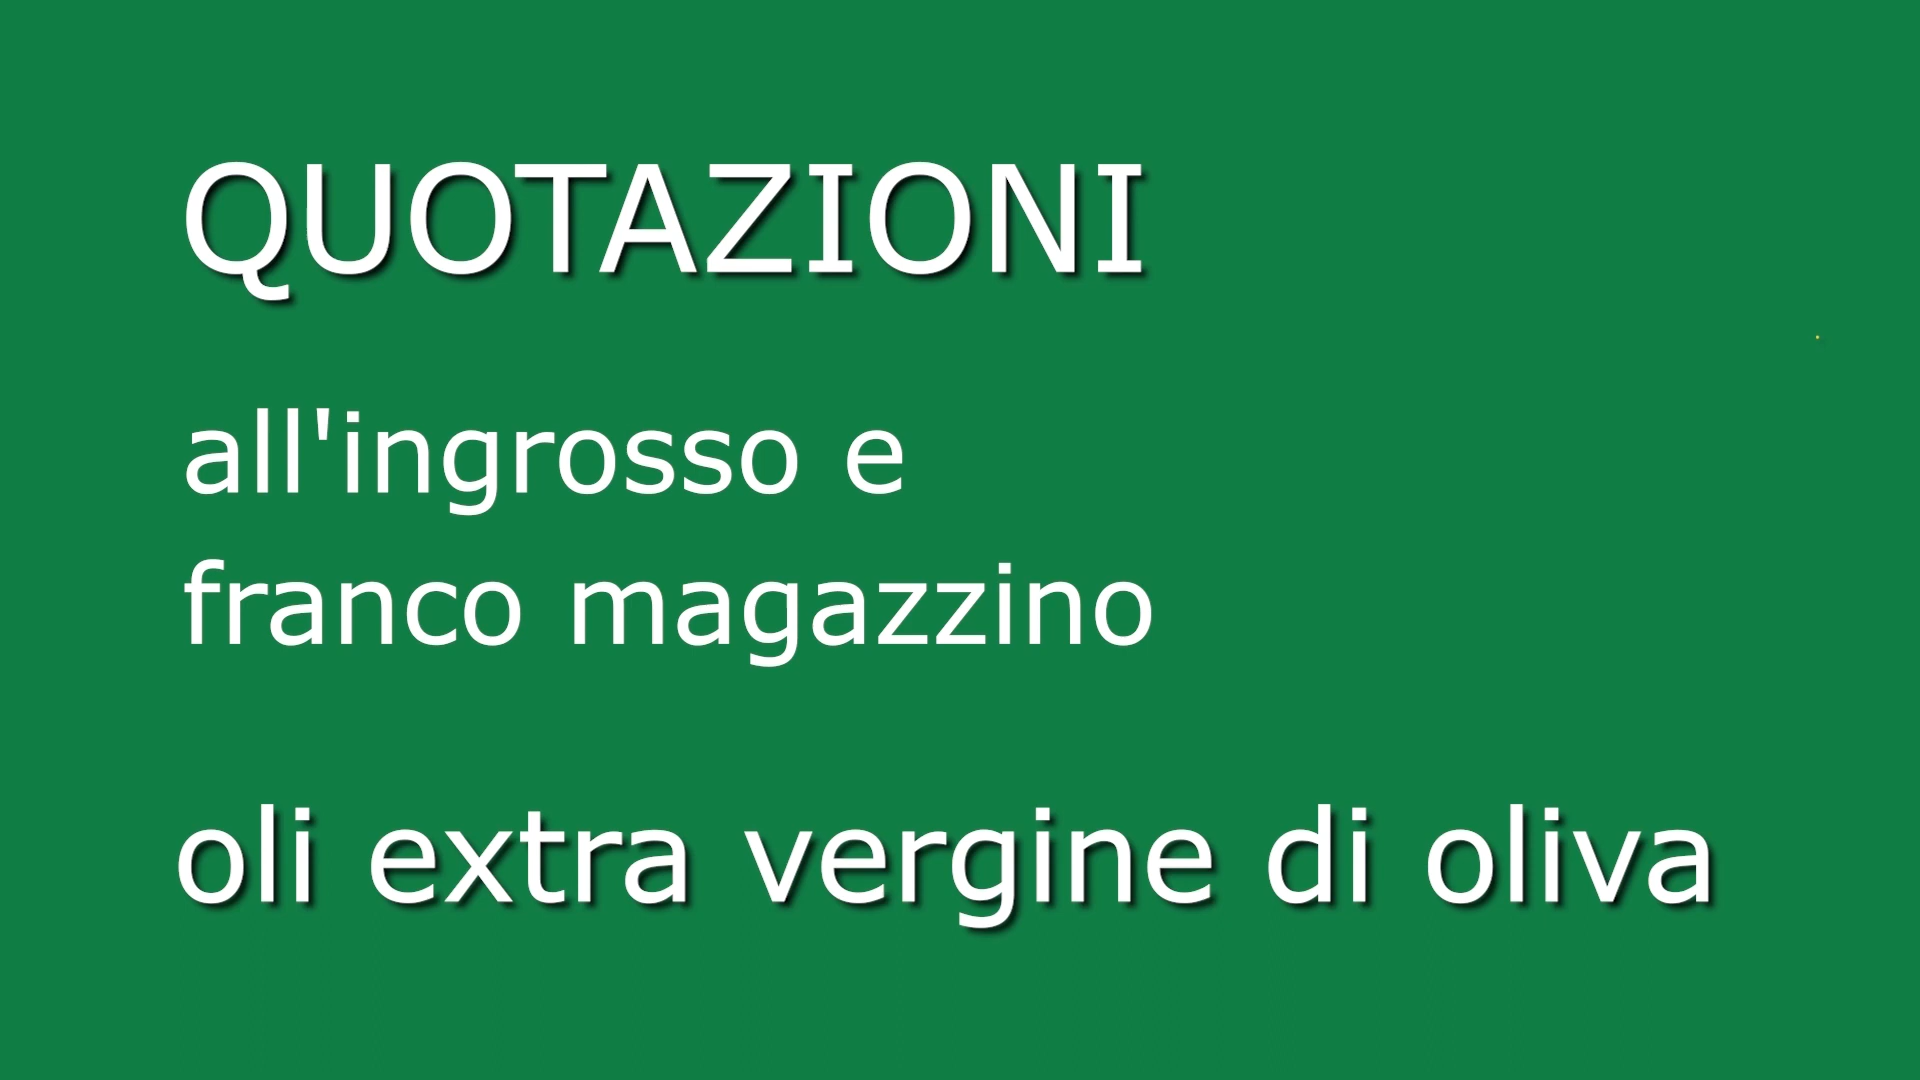 QUOTAZIONI
all'ingrosso e
franco magazzino
oli extra vergine di oliva